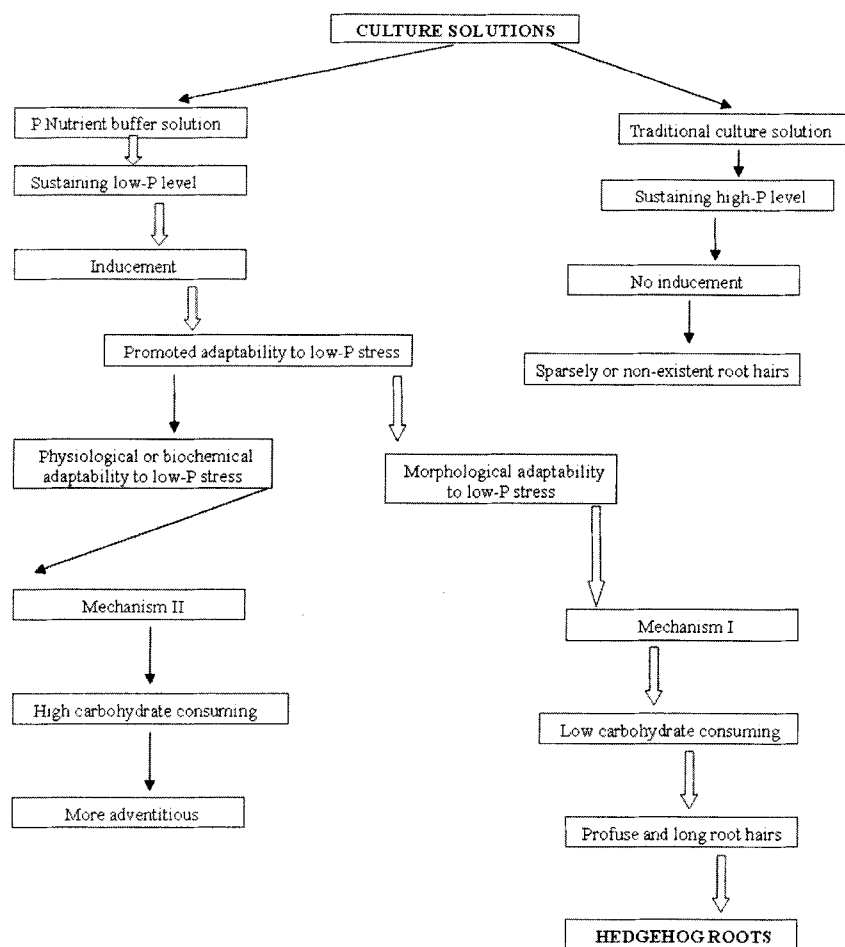 CULTURE SOLUTIONS
P Nutrient buffer solution
Traditional culture solution
Sustaining low-P level
Sustaining high-P level
Inducement
No inducement
Promoted adaptability to low-P stress
Sparsely or non-existent root hairs
Physiological or biochemical
adaptability to low-P stress
Morphological adaptability
to low-P stress
Mechanism II
Mechanism I
High carbohydrate consuming
Low carbohydrate consuming
More adventitious
Profuse and long root hairs
HEDGEHOG ROOTS